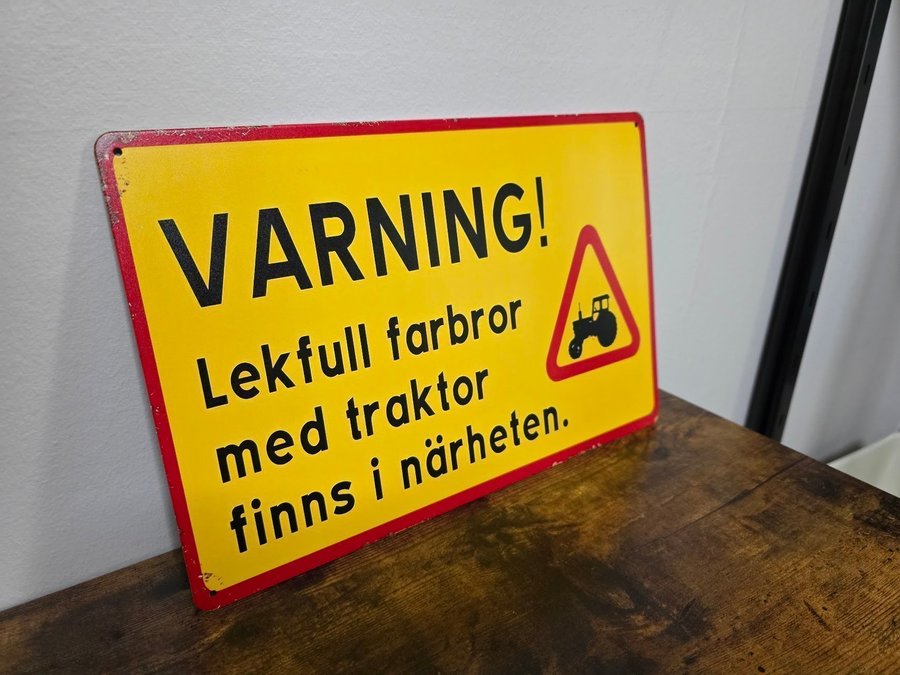 VARNING!
Lekfull farbror
med traktor
finns i närheten.